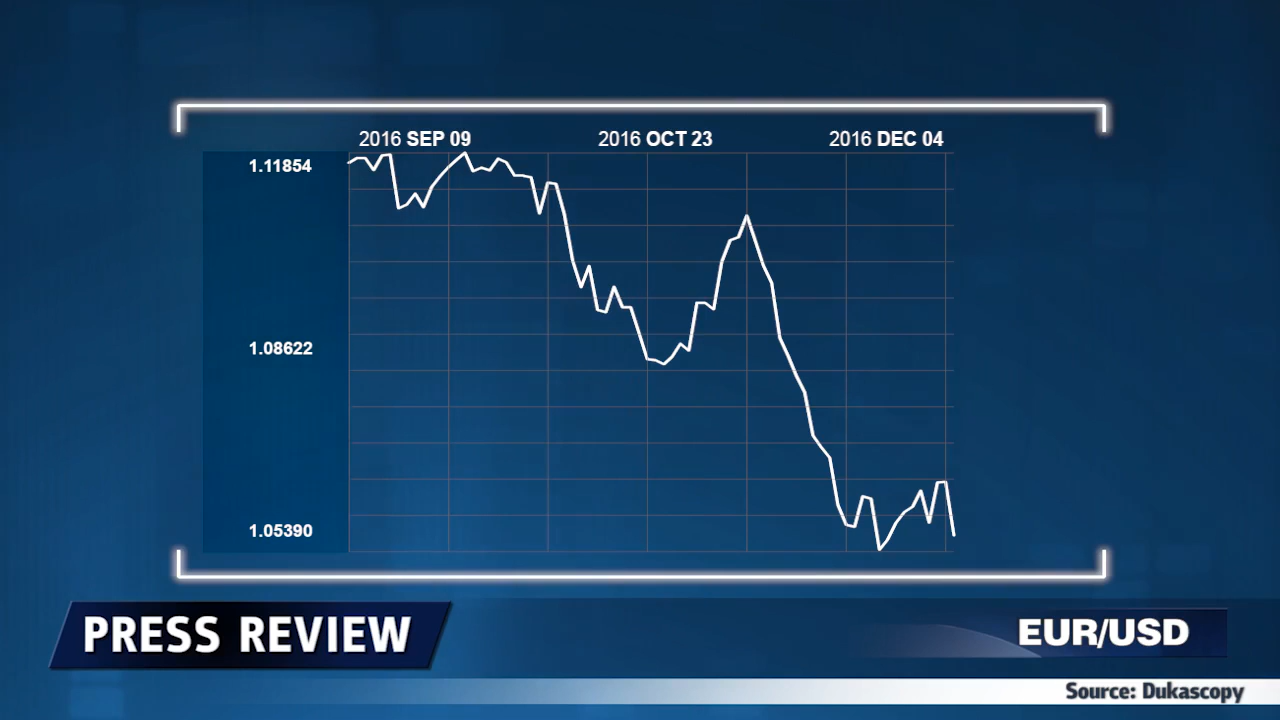 2016 SEP 09 2016 OCT 23 2016 DEC 04
1.11854
1.08622
1.05390
PRESS REVIEW
EUR/USD
Source: Dukascopy